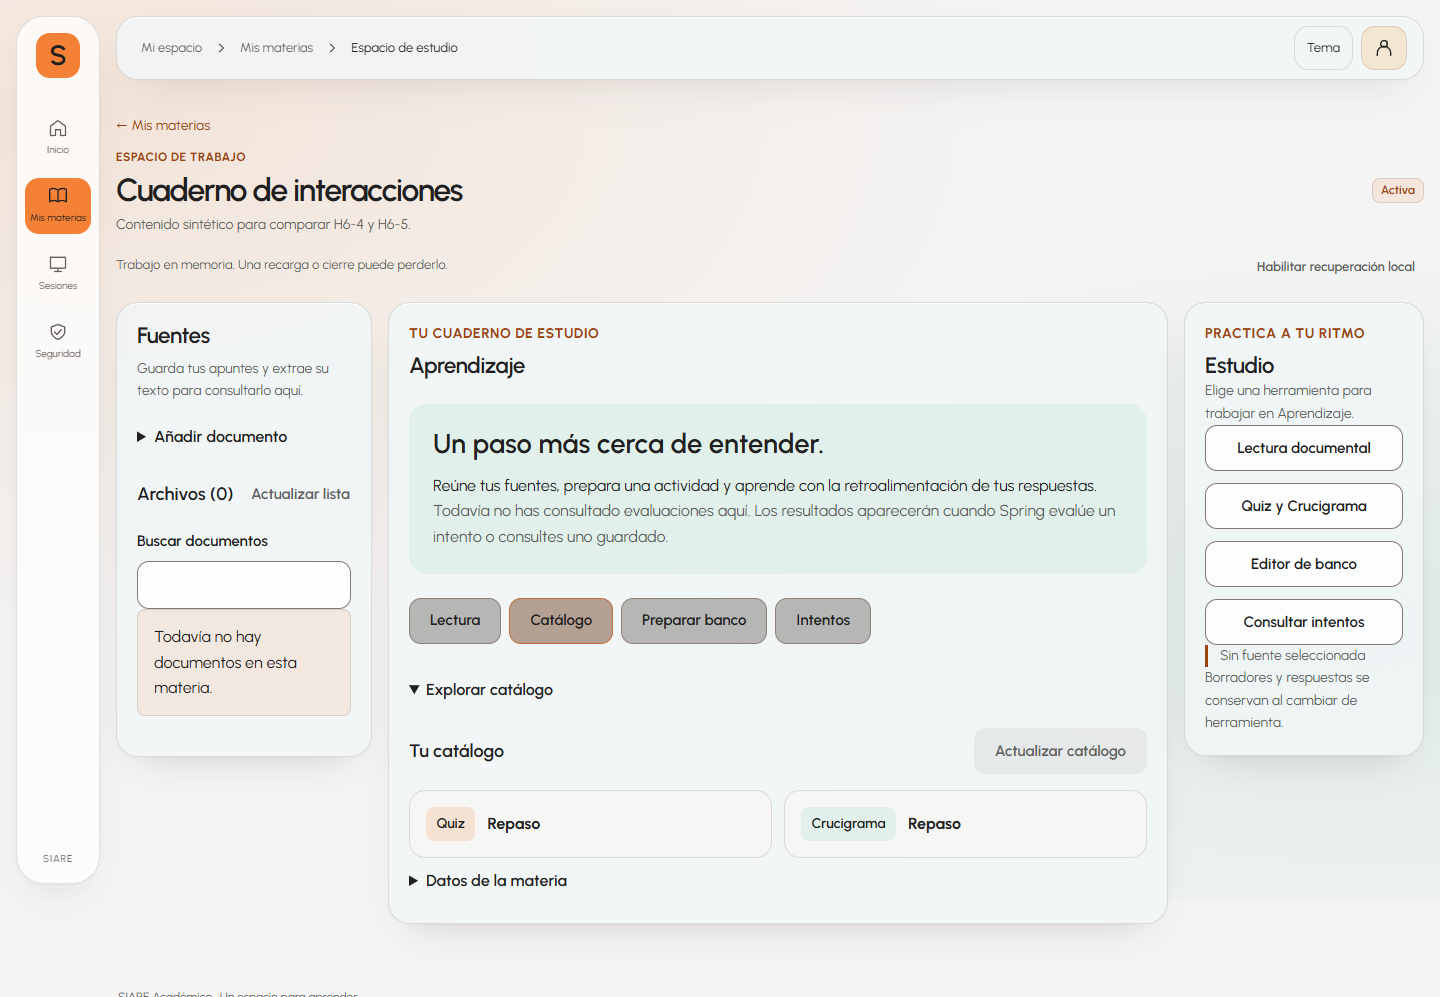 S
Inicio
Mis materias
Sesiones
Seguridad
SIARE
Mi espacio > Mis materias > Espacio de estudio
Tema
← Mis materias
ESPACIO DE TRABAJO
Cuaderno de interacciones
Activa
Contenido sintético para comparar H6-4 y H6-5.
Trabajo en memoria. Una recarga o cierre puede perderlo.
Habilitar recuperación local
Fuentes
Guarda tus apuntes y extrae su
texto para consultarlo aquí.
Añadir documento
Archivos (0)
Actualizar lista
Buscar documentos
Todavía no hay
documentos en esta
materia.
TU CUADERNO DE ESTUDIO
Aprendizaje
Un paso más cerca de entender.
Reúne tus fuentes, prepara una actividad y aprende con la retroalimentación de tus respuestas.
Todavía no has consultado evaluaciones aquí. Los resultados aparecerán cuando Spring evalúe un
intento o consultes uno guardado.
Lectura
Catálogo
Preparar banco
Intentos
Explorar catálogo
Tu catálogo
Actualizar catálogo
Quiz Repaso
Crucigrama Repaso
Datos de la materia
PRACTICA A TU RITMO
Estudio
Elige una herramienta para
trabajar en Aprendizaje.
Lectura documental
Quiz y Crucigrama
Editor de banco
Consultar intentos
Sin fuente seleccionada
Borradores y respuestas se
conservan al cambiar de
herramienta.
SIARE Académico · Un espacio para aprender